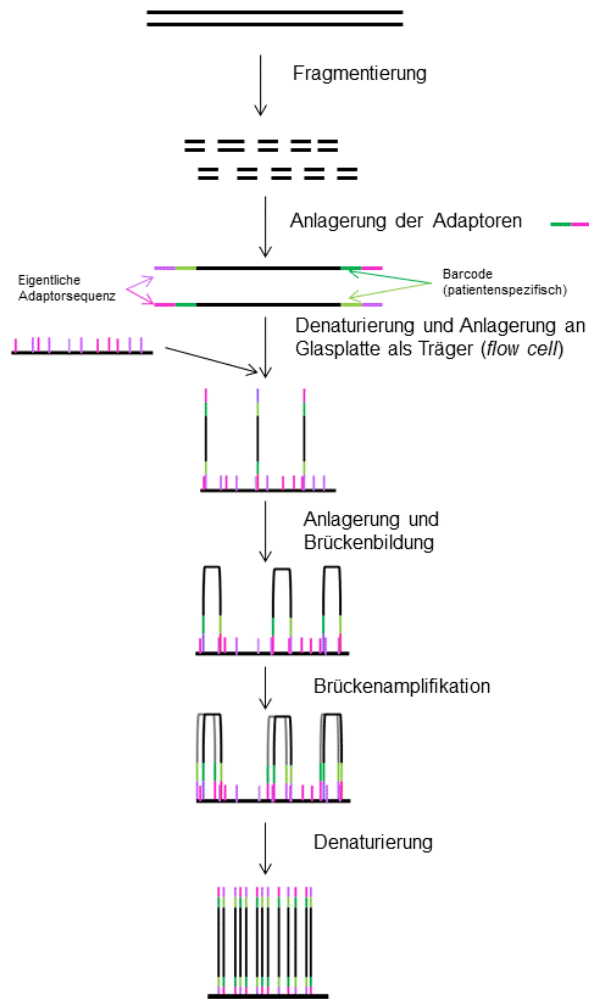 Fragmentierung
Anlagerung der Adaptoren
Eigentliche
Adaptorsequenz
Barcode
(patientenspezifisch)
Denaturierung und Anlagerung an
Glasplatte als Träger (flow cell)
Anlagerung und
Brückenbildung
Brückenamplifikation
Denaturierung